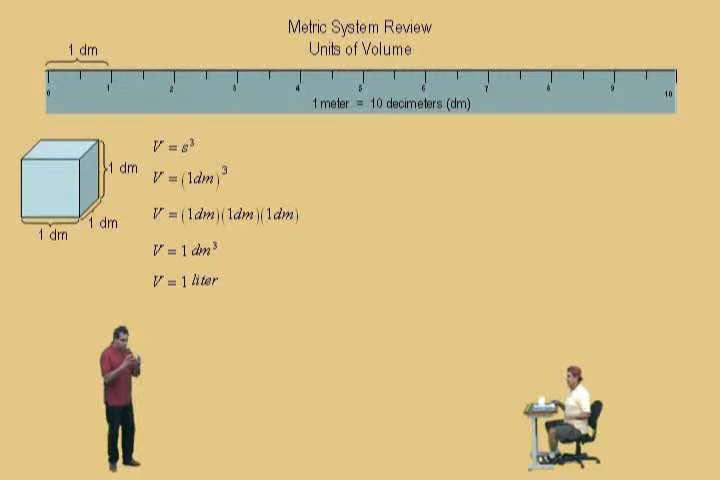 Metric System Review
Units of Volume
1 dm
0 1 2 3 4 5 6 7 8 9 10
1 meter = 10 decimeters (dm)
V = s³
1 dm
V = (1dm)³
V = (1dm)(1dm)(1dm)
1 dm
1 dm
V = 1 dm³
V = 1 liter